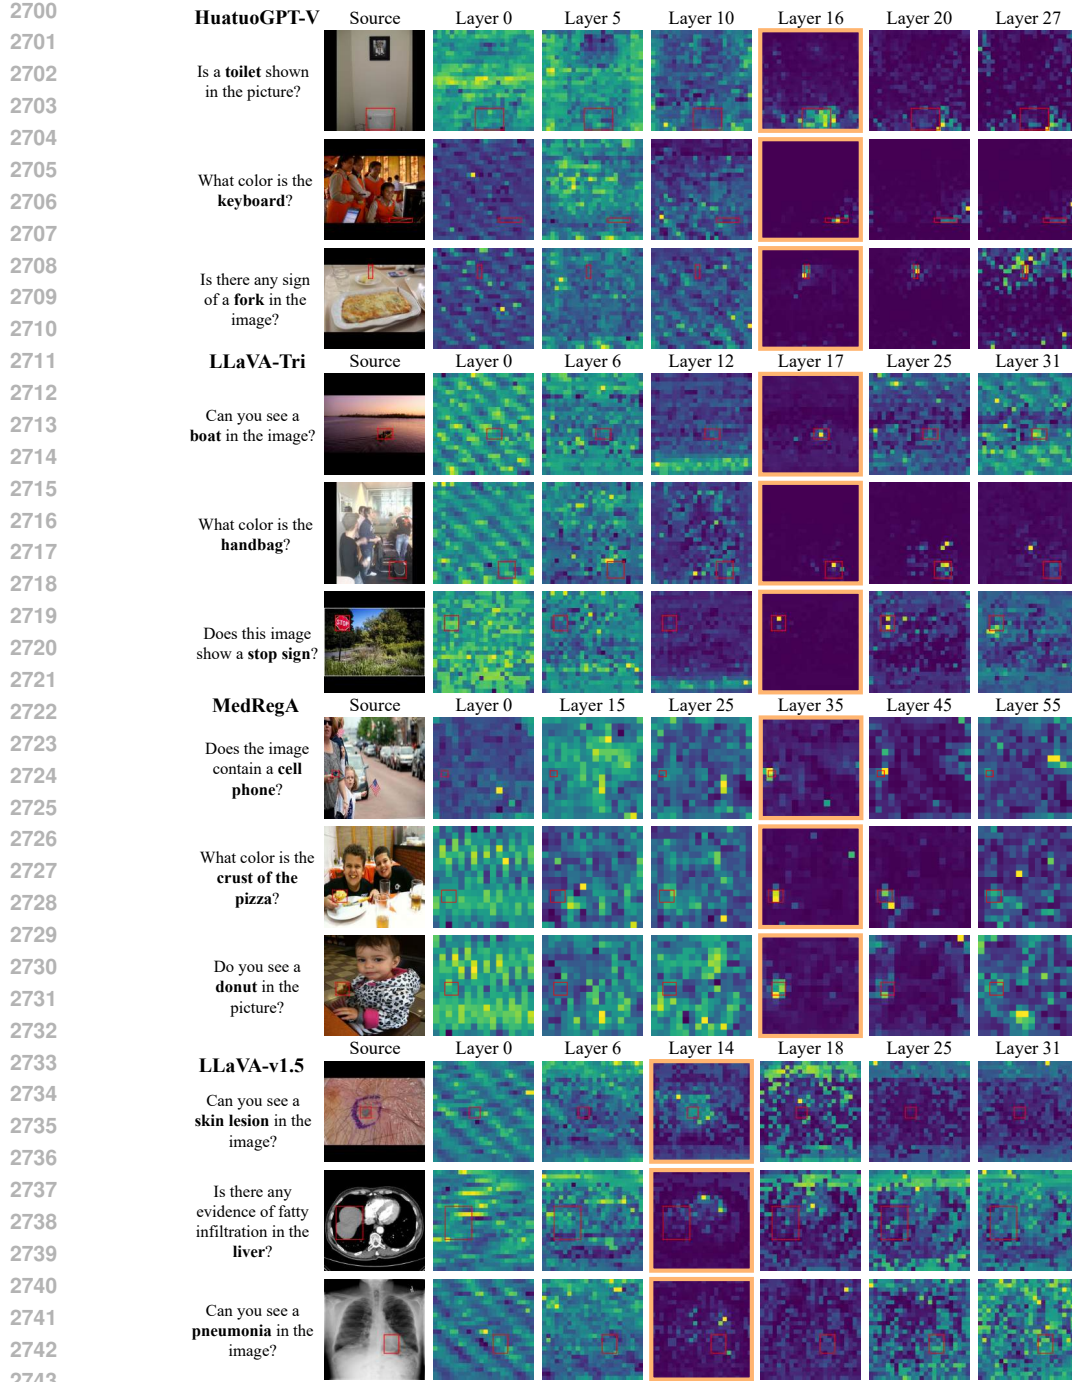 2700
2701
2702
2703
2704
2705
2706
2707
2708
2709
2710
2711
2712
2713
2714
2715
2716
2717
2718
2719
2720
2721
2722
2723
2724
2725
2726
2727
2728
2729
2730
2731
2732
2733
2734
2735
2736
2737
2738
2739
2740
2741
2742
2743
HuatuoGPT-V Source Layer 0 Layer 5 Layer 10 Layer 16 Layer 20 Layer 27
Is a toilet shown
in the picture?
What color is the
keyboard?
Is there any sign
of a fork in the
image?
LLaVA-Tri Source Layer 0 Layer 6 Layer 12 Layer 17 Layer 25 Layer 31
Can you see a
boat in the image?
What color is the
handbag?
Does this image
show a stop sign?
STOP
MedRegA Source Layer 0 Layer 15 Layer 25 Layer 35 Layer 45 Layer 55
Does the image
contain a cell
phone?
What color is the
crust of the
pizza?
Do you see a
donut in the
picture?
LLaVA-v1.5 Source Layer 0 Layer 6 Layer 14 Layer 18 Layer 25 Layer 31
Can you see a
skin lesion in the
image?
Is there any
evidence of fatty
infiltration in the
liver?
Can you see a
pneumonia in the
image?